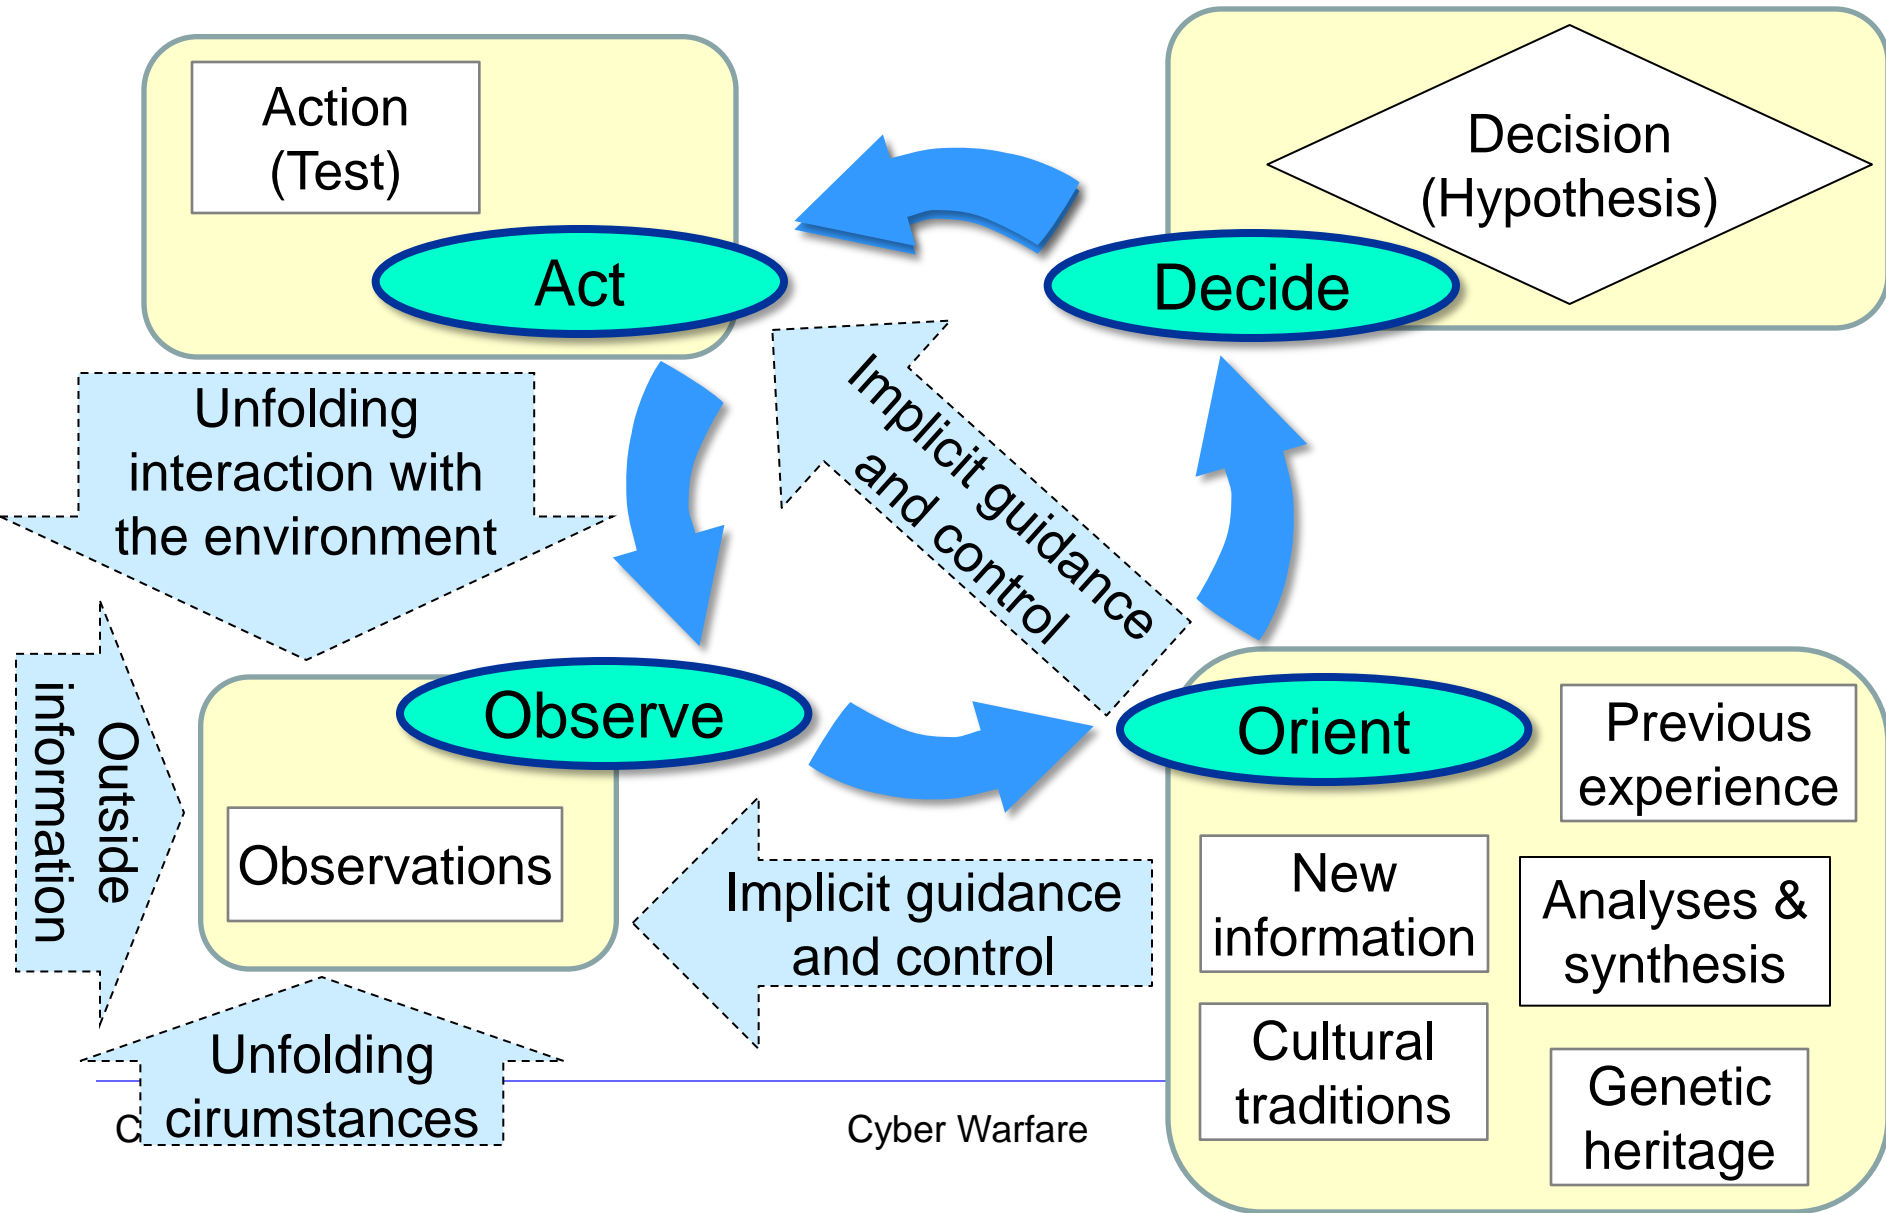 Action
(Test)
Act
Decision
(Hypothesis)
Decide
Unfolding
interaction with
the environment
Implicit guidance
and control
Outside
information
Observe
Observations
Orient
Previous
experience
New
information
Analyses &
synthesis
Cultural
traditions
Genetic
heritage
Implicit guidance
and control
Unfolding
cirumstances
Cyber Warfare